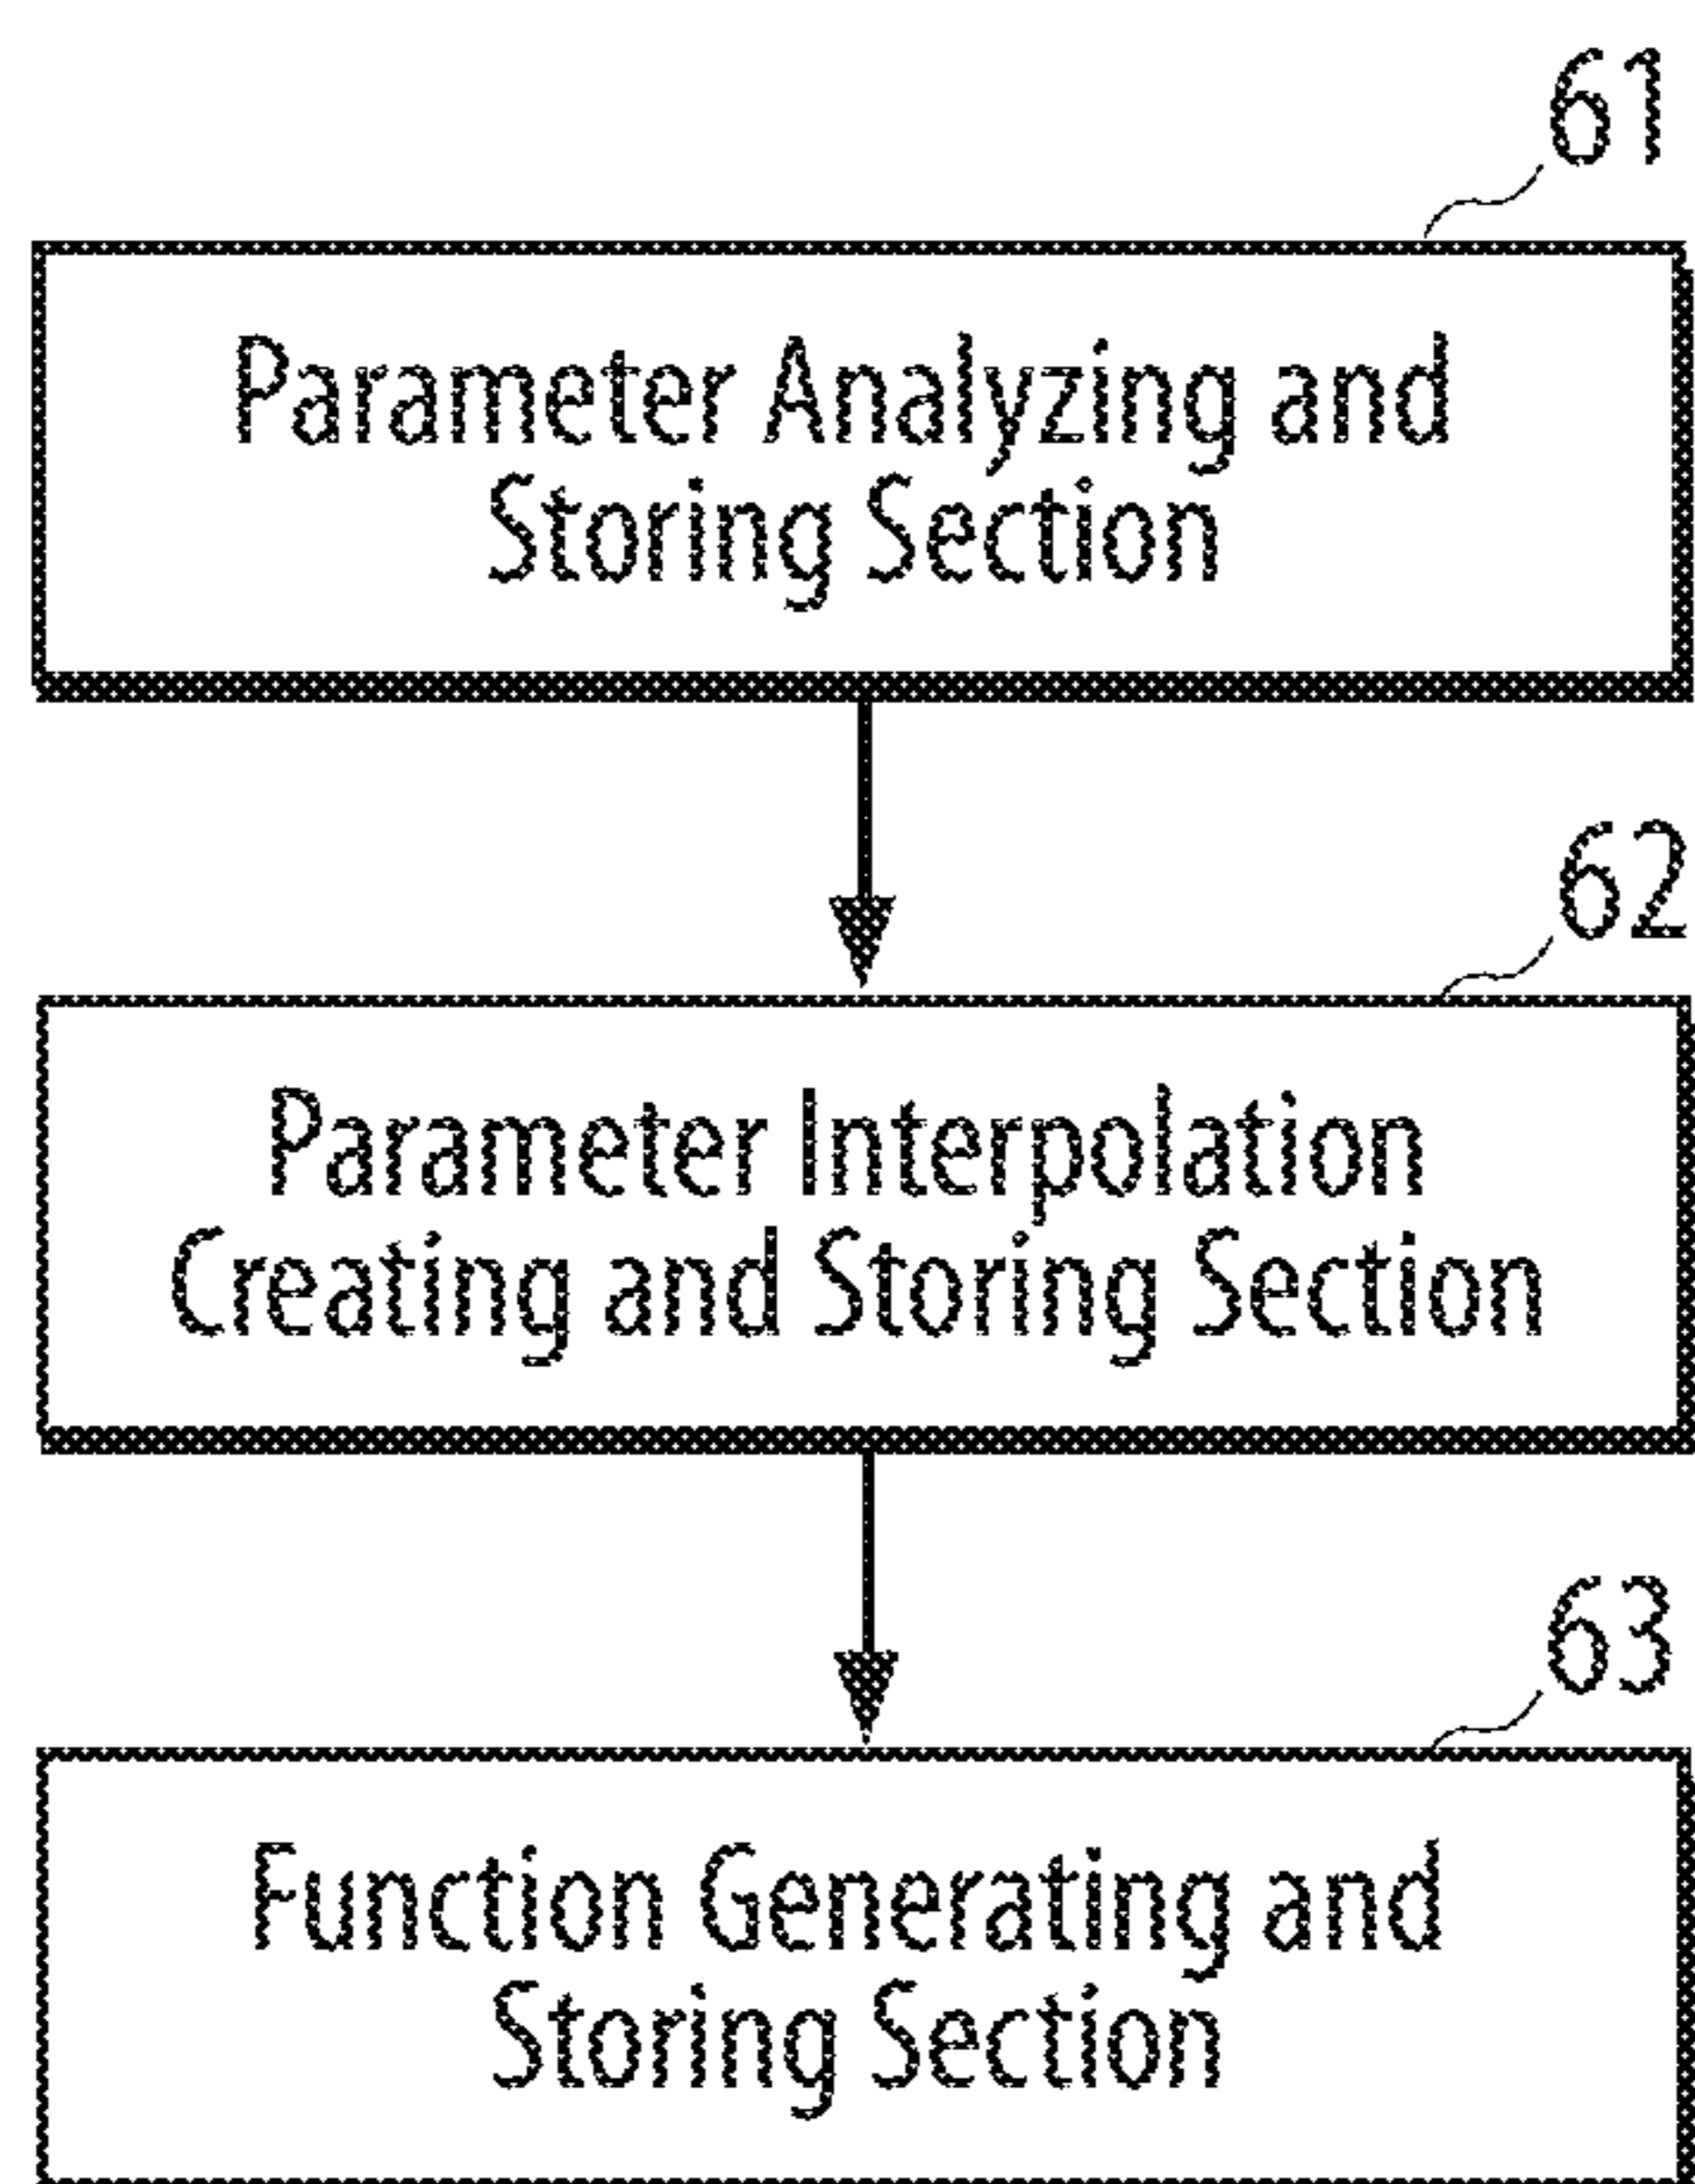 61
Parameter Analyzing and
Storing Section
62
Parameter Interpolation
Creating and Storing Section
63
Function Generating and
Storing Section